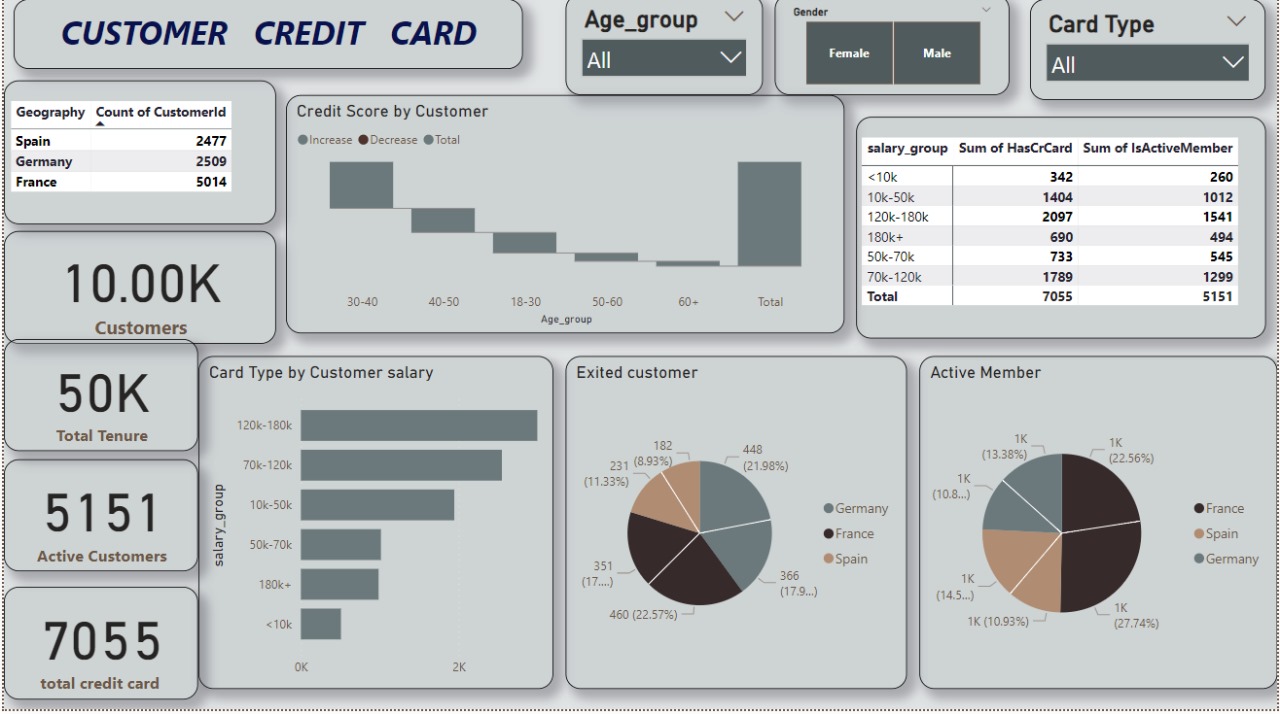 CUSTOMER CREDIT CARD
Age_group
All
Gender
Female Male
Card Type
All
Geography Count of CustomerId
Spain 2477
Germany 2509
France 5014
10.00K
Customers
50K
Total Tenure
5151
Active Customers
7055
total credit card
Credit Score by Customer
Increase Decrease Total
30-40 40-50 18-30 50-60 60+ Total
Age_group
salary_group Sum of HasCrCard Sum of IsActiveMember
<10k 342 260
10k-50k 1404 1012
120k-180k 2097 1541
180k+ 690 494
50k-70k 733 545
70k-120k 1789 1299
Total 7055 5151
Card Type by Customer salary
salary_group
120k-180k
70k-120k
10k-50k
50k-70k
180k+
<10k
0K 2K
Exited customer
448
(21.98%)
366
(17.9...)
460 (22.57%)
351
(17....)
231
(11.33%)
182
(8.93%)
Germany
France
Spain
Active Member
1K
(22.56%)
1K
(27.74%)
1K (10.93%)
1K
(14.5...)
1K
(10.8...)
1K
(13.38%)
France
Spain
Germany